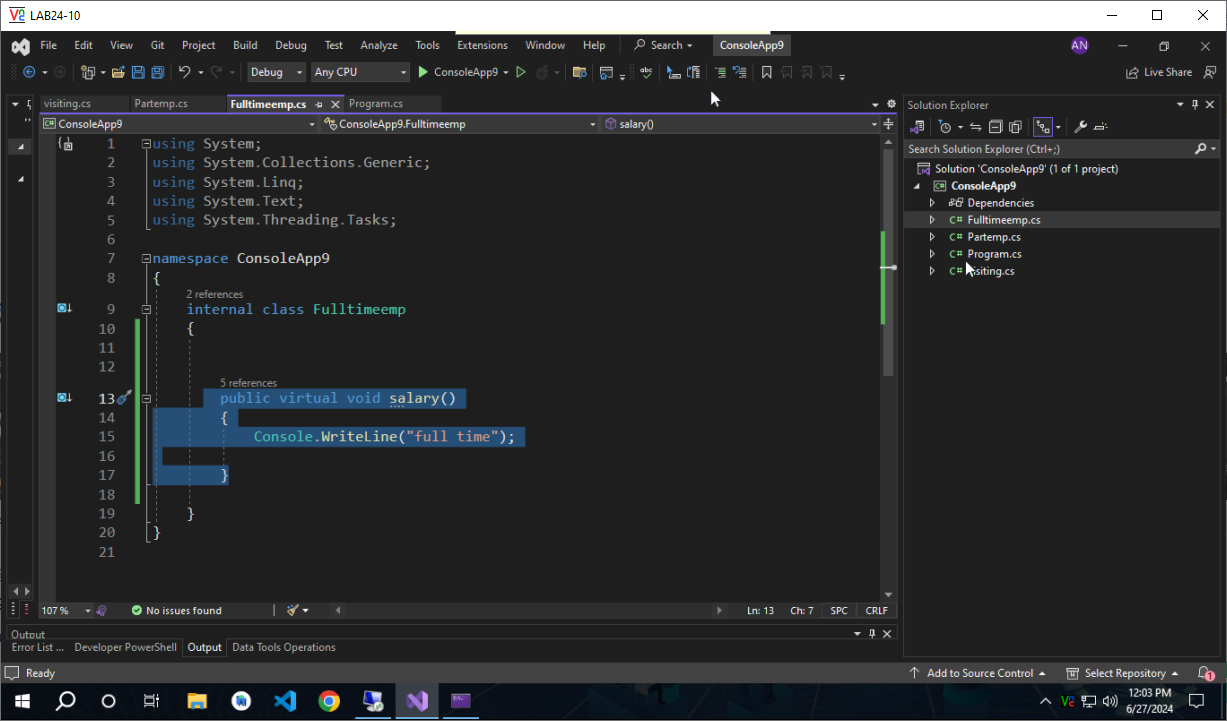 LAB24-10
File Edit View Git Project Build Debug Test Analyze Tools Extensions Window Help Search ConsoleApp9 AN
Debug Any CPU ConsoleApp9 Live Share
visiting.cs Partemp.cs Fulltimeemp.cs Program.cs
ConsoleApp9 ConsoleApp9.Fulltimeemp salary()
1 using System;
2 using System.Collections.Generic;
3 using System.Linq;
4 using System.Text;
5 using System.Threading.Tasks;
6
7 namespace ConsoleApp9
8 {
2 references
9 internal class Fulltimeemp
10 {
11
12
5 references
13 public virtual void salary()
14 {
15 Console.WriteLine("full time");
16
17 }
18
19 }
20 }
21
107 % No issues found Ln: 13 Ch: 7 SPC CRLF
Output
Error List ... Developer PowerShell Output Data Tools Operations
Solution Explorer
Search Solution Explorer (Ctrl+;)
Solution 'ConsoleApp9' (1 of 1 project)
ConsoleApp9
Dependencies
C# Fulltimeemp.cs
C# Partemp.cs
C# Program.cs
C# isiting.cs
Ready Add to Source Control Select Repository 1
12:03 PM
6/27/2024